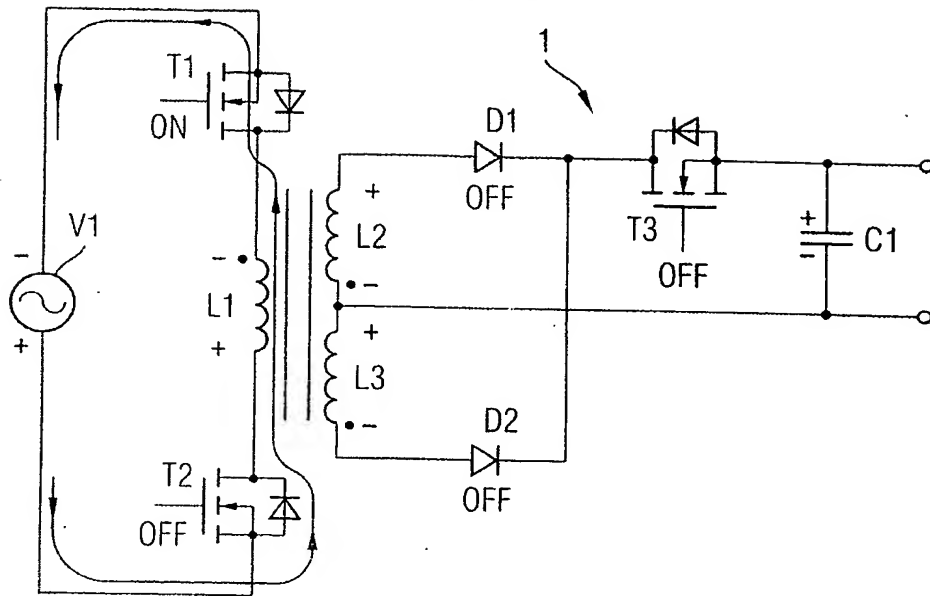 1
T1
ON
D1
OFF
T3
OFF
+
-
C1
V1
-
+
-
L1
+
+
L2
-
+
L3
-
D2
OFF
T2
OFF